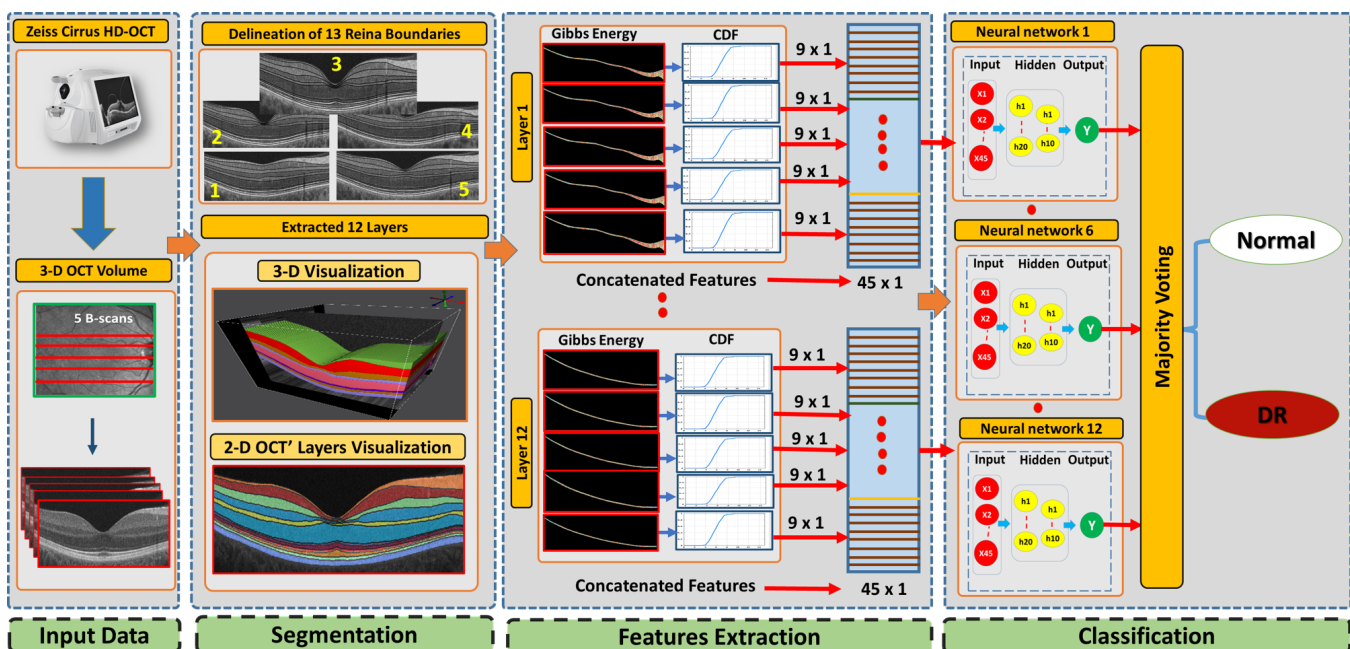 Zeiss Cirrus HD-OCT
3-D OCT Volume
5 B-scans
Input Data
Delineation of 13 Reina Boundaries
3
2
4
1
5
Extracted 12 Layers
3-D Visualization
2-D OCT’ Layers Visualization
Segmentation
Gibbs Energy
CDF
Layer 1
9 x 1
9 x 1
9 x 1
9 x 1
9 x 1
Concatenated Features
45 x 1
Gibbs Energy
CDF
Layer 12
9 x 1
9 x 1
9 x 1
9 x 1
9 x 1
Concatenated Features
45 x 1
Features Extraction
Neural network 1
Input Hidden Output
X1
X2
X45
h1
h20
h1
h10
Y
Neural network 6
Input Hidden Output
X1
X2
X45
h1
h20
h1
h10
Y
Neural network 12
Input Hidden Output
X1
X2
X45
h1
h20
h1
h10
Y
Majority Voting
Normal
DR
Classification